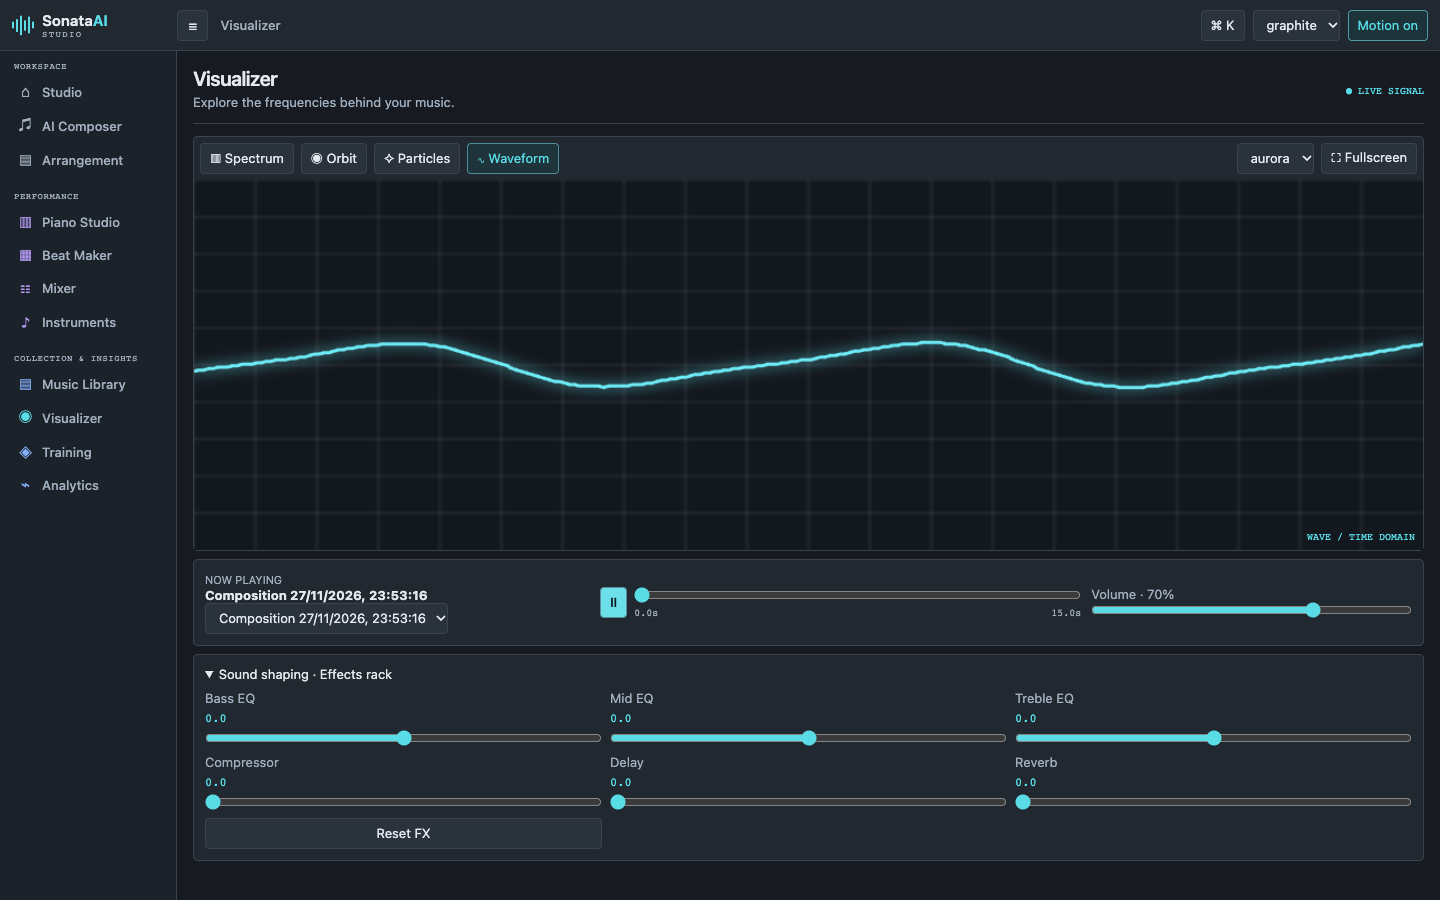 SonataAI
STUDIO
Visualizer
⌘ K
graphite
Motion on
WORKSPACE
Studio
AI Composer
Arrangement
PERFORMANCE
Piano Studio
Beat Maker
Mixer
Instruments
COLLECTION & INSIGHTS
Music Library
Visualizer
Training
Analytics
Visualizer
Explore the frequencies behind your music.
LIVE SIGNAL
Spectrum
Orbit
Particles
Waveform
aurora
Fullscreen
WAVE / TIME DOMAIN
NOW PLAYING
Composition 27/11/2026, 23:53:16
Composition 27/11/2026, 23:53:16
0.0s
15.0s
Volume · 70%
Sound shaping · Effects rack
Bass EQ
0.0
Mid EQ
0.0
Treble EQ
0.0
Compressor
0.0
Delay
0.0
Reverb
0.0
Reset FX